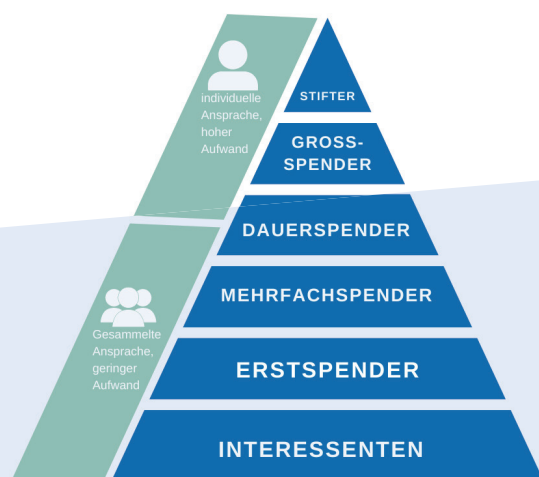 individuelle
Ansprache,
hoher
Aufwand
STIFTER
GROSS-
SPENDER
DAUERSPENDER
MEHRFACHSPENDER
Gesammelte
Ansprache,
geringer
Aufwand
ERSTSPENDER
INTERESSENTEN